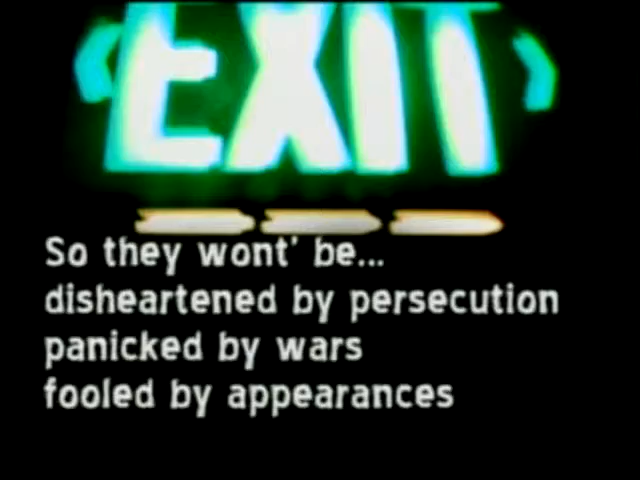 EXIT
So they wont' be...
disheartened by persecution
panicked by wars
fooled by appearances